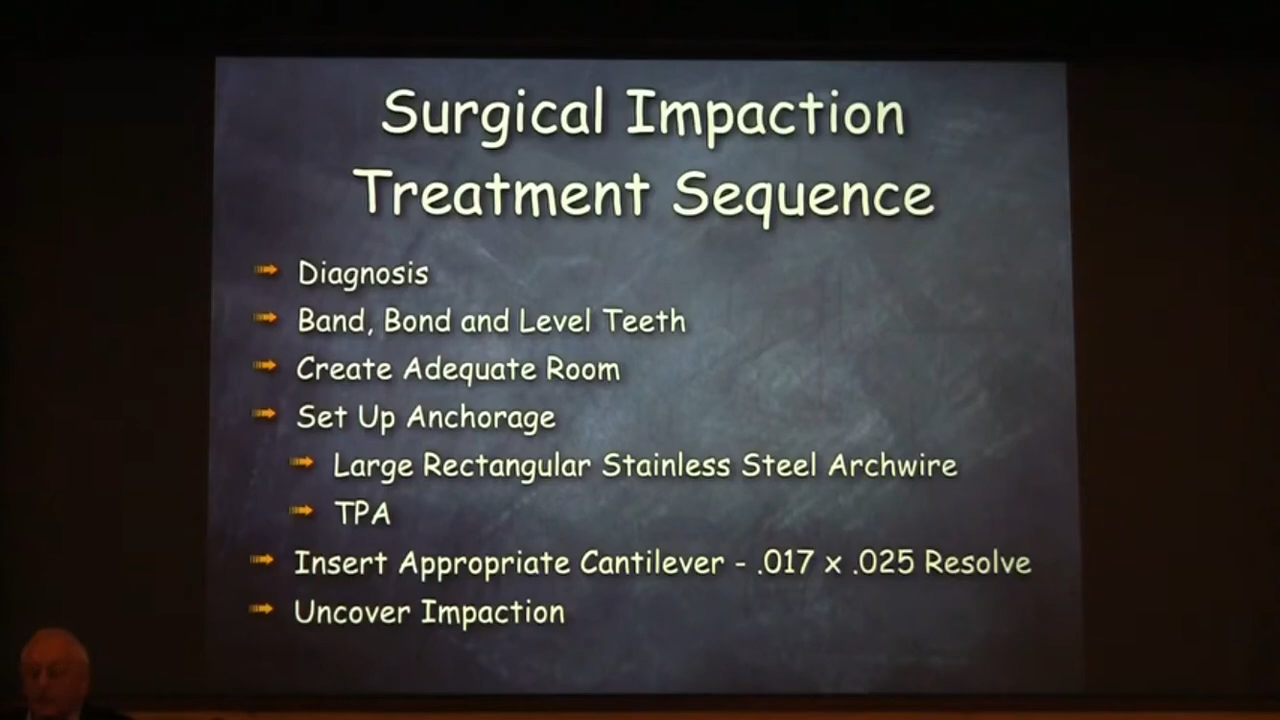 Surgical Impaction
Treatment Sequence
Diagnosis
Band, Bond and Level Teeth
Create Adequate Room
Set Up Anchorage
Large Rectangular Stainless Steel Archwire
TPA
Insert Appropriate Cantilever - .017 x .025 Resolve
Uncover Impaction